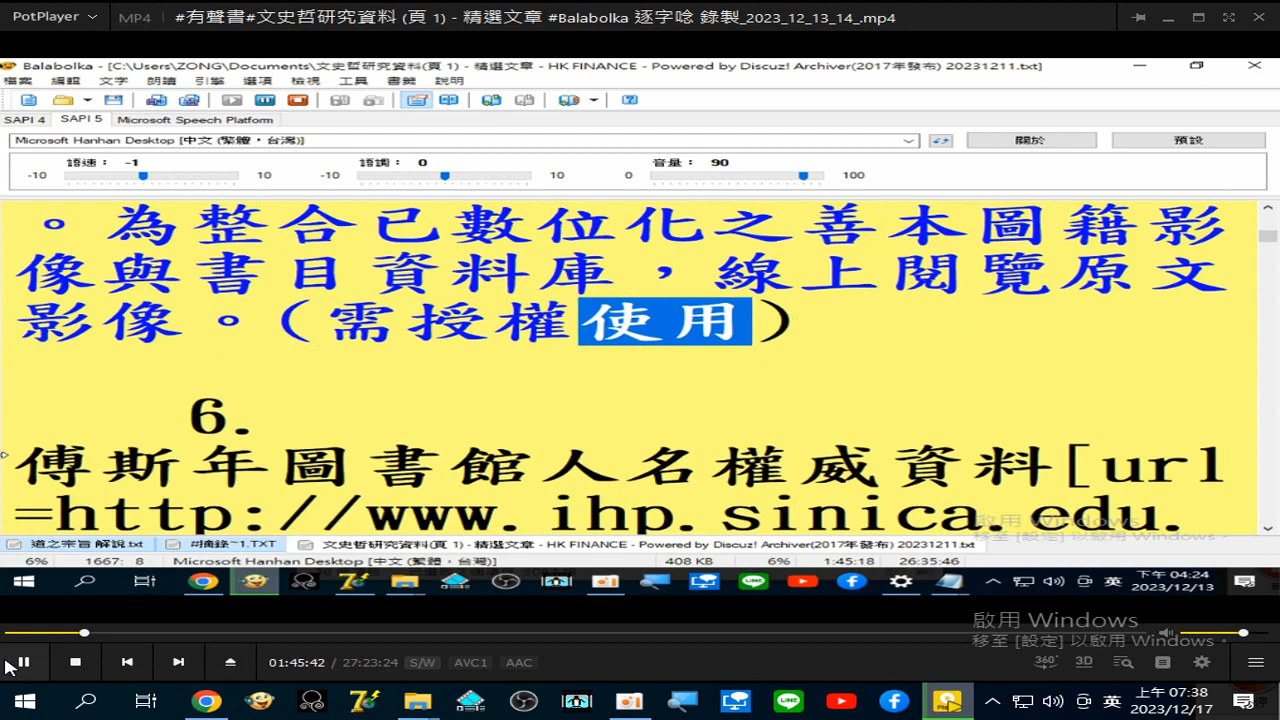 PotPlayer MP4 #有聲書#文史哲研究資料 (頁 1) - 精選文章 #Balabolka 逐字唸 錄製_2023_12_13_14_.mp4
Balabolka - [C:\Users\ZONG\Documents\文史哲研究資料(頁 1) - 精選文章 - HK FINANCE - Powered by Discuz! Archiver(2017年發布) 20231211.txt]
檔案 編輯 文字 朗讀 引擎 選項 檢視 工具 書籤 說明
SAPI 4 SAPI 5 Microsoft Speech Platform
Microsoft Hanhan Desktop [中文 (繁體，台灣)] 關於 預設
語速： -1 語調： 0 音量： 90
-10 10 -10 10 0 100
。為整合已數位化之善本圖籍影
像與書目資料庫，線上閱覽原文
影像。(需授權使用)
6.
傅斯年圖書館人名權威資料[url
=http://www.ihp.sinica.edu.
啟用 Windows
移至 [設定] 以啟用 Windows。
道之宗旨 解說.txt #摘錄~1.TXT 文史哲研究資料(頁 1) - 精選文章 - HK FINANCE - Powered by Discuz! Archiver(2017年發布) 20231211.txt
6% 1667: 8 Microsoft Hanhan Desktop [中文 (繁體，台灣)] 408 KB 6% 1:45:18 26:35:46
英 下午 04:24
2023/12/13
啟用 Windows
移至 [設定] 以啟用 Windows。
01:45:42 / 27:23:24 S/W AVC1 AAC 360° 3D
英 上午 07:38
2023/12/17